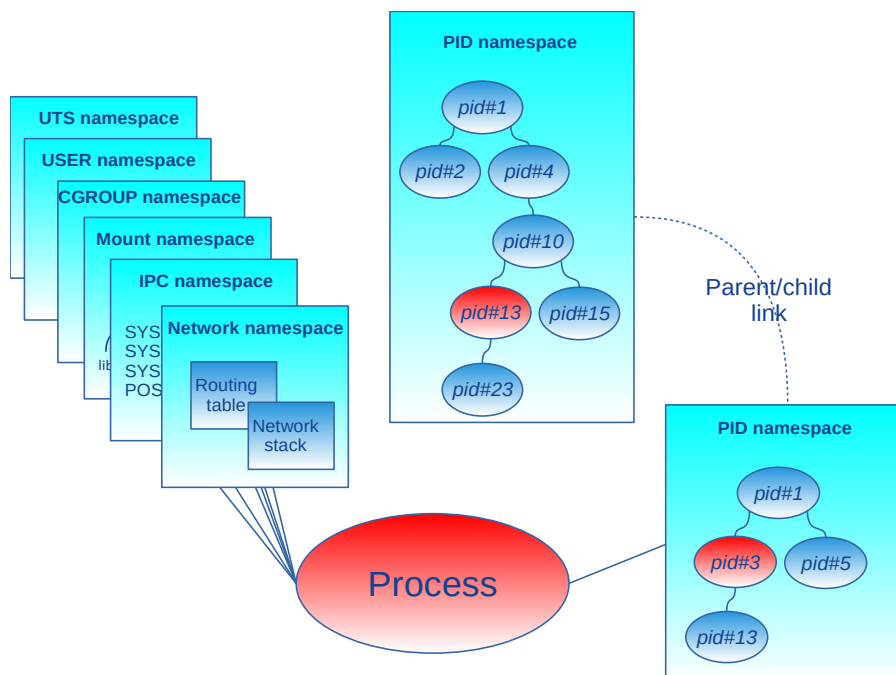 PID namespace
pid#1
pid#2
pid#4
pid#10
pid#13
pid#15
pid#23
UTS namespace
USER namespace
CGROUP namespace
Mount namespace
lib
IPC namespace
SYS
SYS
SYS
POS
Network namespace
Routing
table
Network
stack
Parent/child
link
PID namespace
pid#1
pid#3
pid#5
pid#13
Process